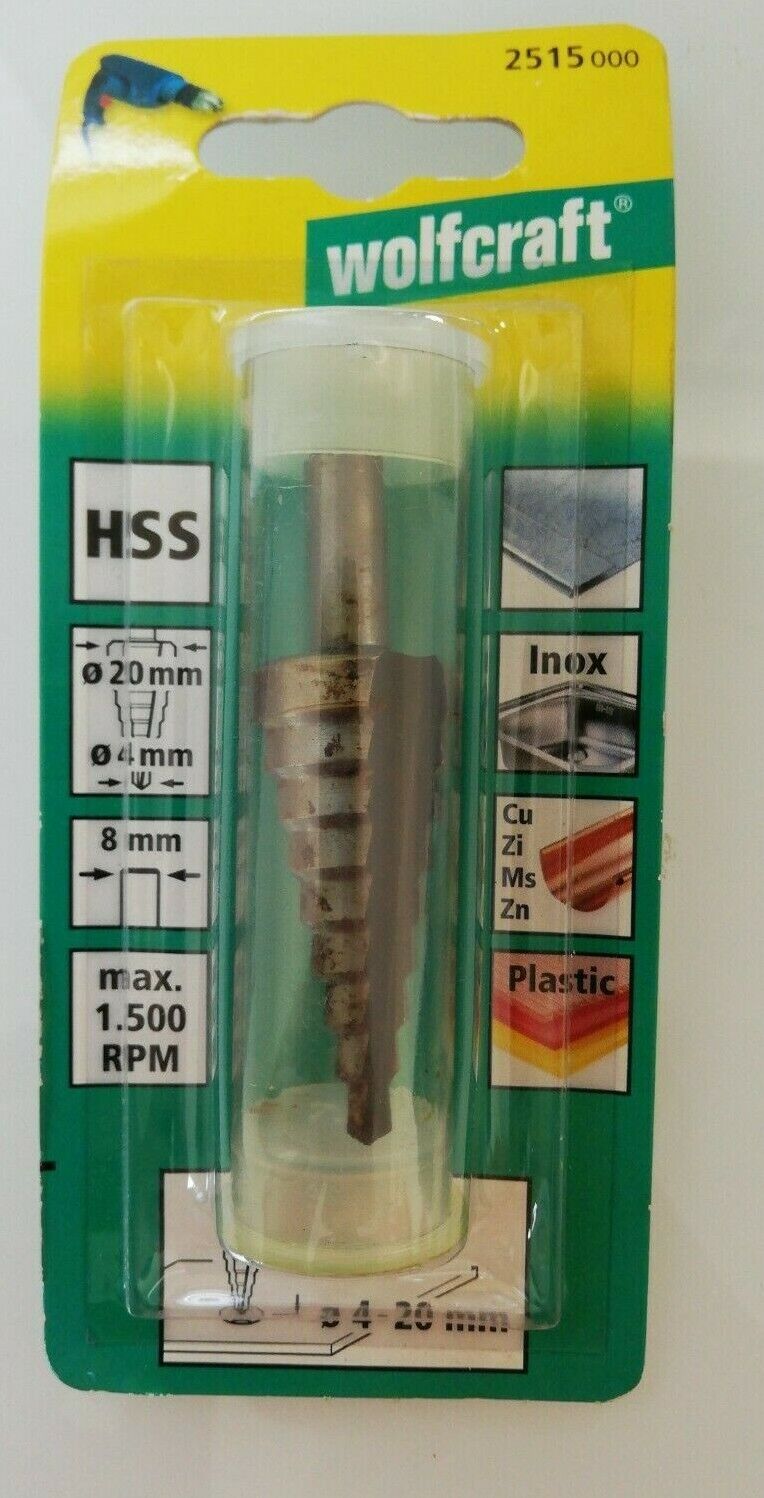 2515 000
wolfcraft®
HSS
ø 20 mm
ø 4 mm
8 mm
max.
1.500
RPM
Inox
Cu
Zi
Ms
Zn
Plastic
ø 4-20 mm